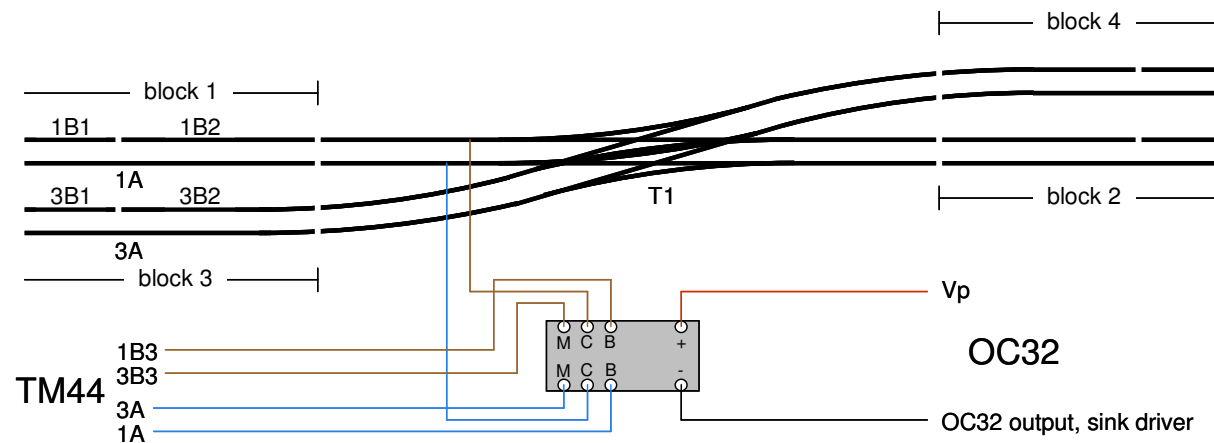 block 4
block 1
1B1 1B2
1A
3B1 3B2
T1
block 2
3A
block 3
Vp
M C B +
OC32
1B3
M C B -
3B3
TM44
3A
OC32 output, sink driver
1A